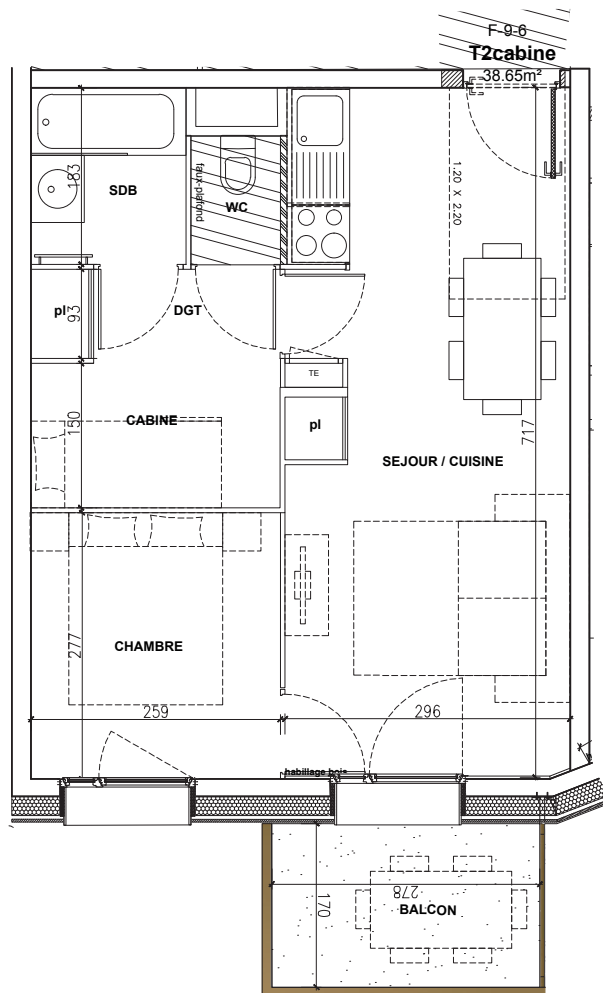 F-9-6
T2cabine
38.65m²
183
SDB
faux-plafond
WC
1.20 X 2.20
pl
93
DGT
TE
CABINE
150
pl
717
SEJOUR / CUISINE
CHAMBRE
277
259
296
habillage bois
170
278
BALCON